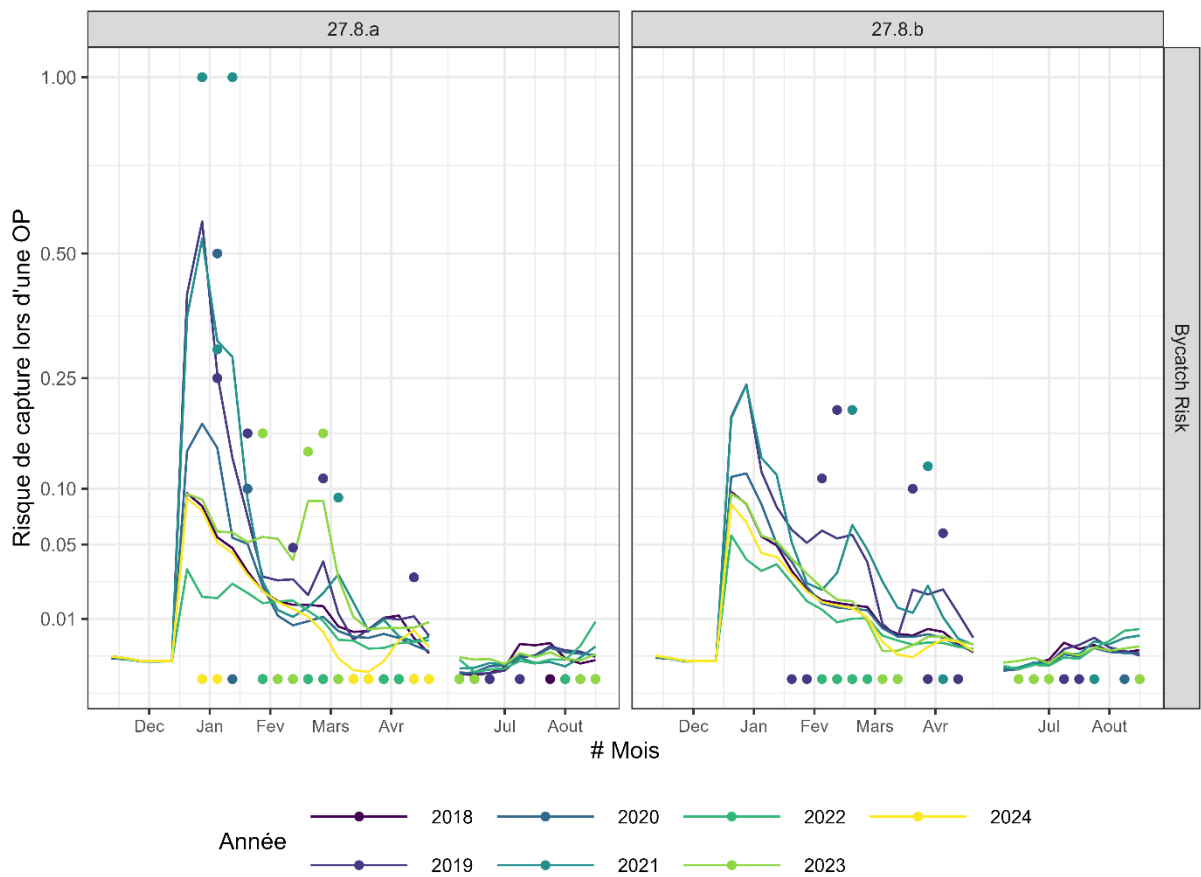 27.8.a 27.8.b
1.00
0.50
0.25
0.10
0.05
0.01
Risque de capture lors d'une OP
Bycatch Risk
Dec Jan Fev Mars Avr Jul Aout Dec Jan Fev Mars Avr Jul Aout
# Mois
Année
2018 2020 2022 2024
2019 2021 2023